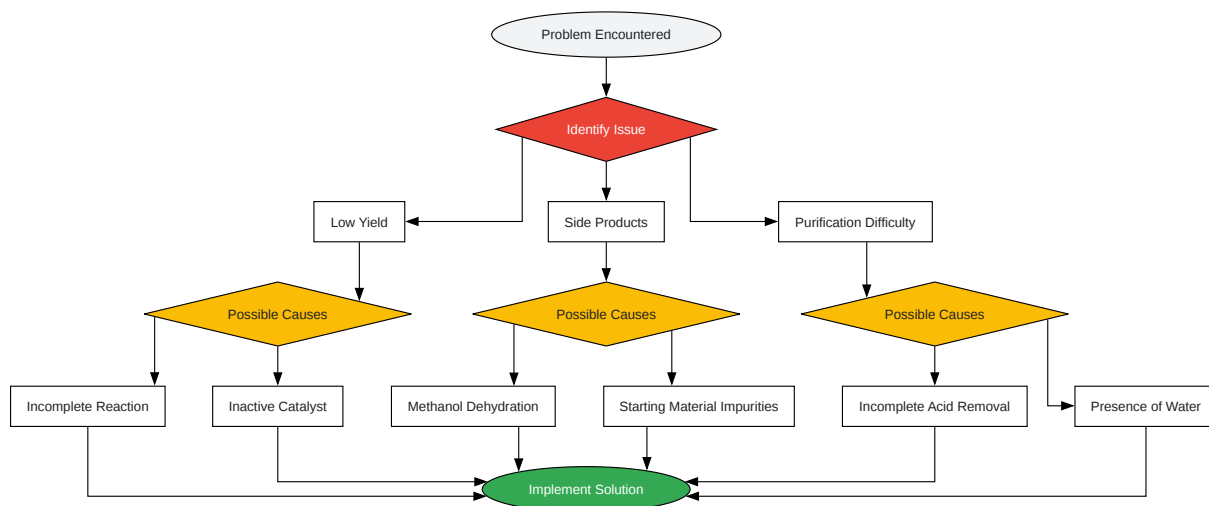 Problem Encountered
Identify Issue
Low Yield
Side Products
Purification Difficulty
Possible Causes
Possible Causes
Possible Causes
Incomplete Reaction
Inactive Catalyst
Methanol Dehydration
Starting Material Impurities
Incomplete Acid Removal
Presence of Water
Implement Solution